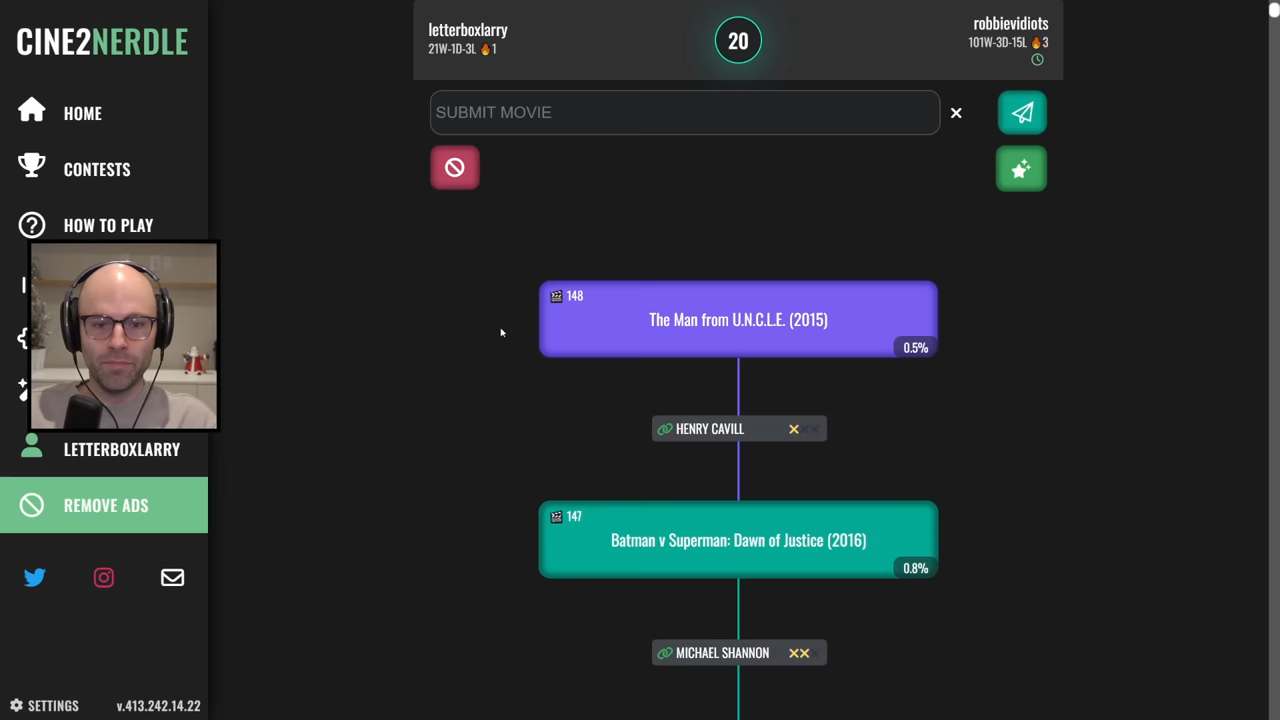 CINE2NERDLE
HOME
CONTESTS
HOW TO PLAY
LETTERBOXLARRY
REMOVE ADS
SETTINGS
v.413.242.14.22
letterboxlarry
21W-1D-3L 🔥1
20
robbievidiots
101W-3D-15L 🔥3
SUBMIT MOVIE
148
The Man from U.N.C.L.E. (2015)
0.5%
HENRY CAVILL
147
Batman v Superman: Dawn of Justice (2016)
0.8%
MICHAEL SHANNON